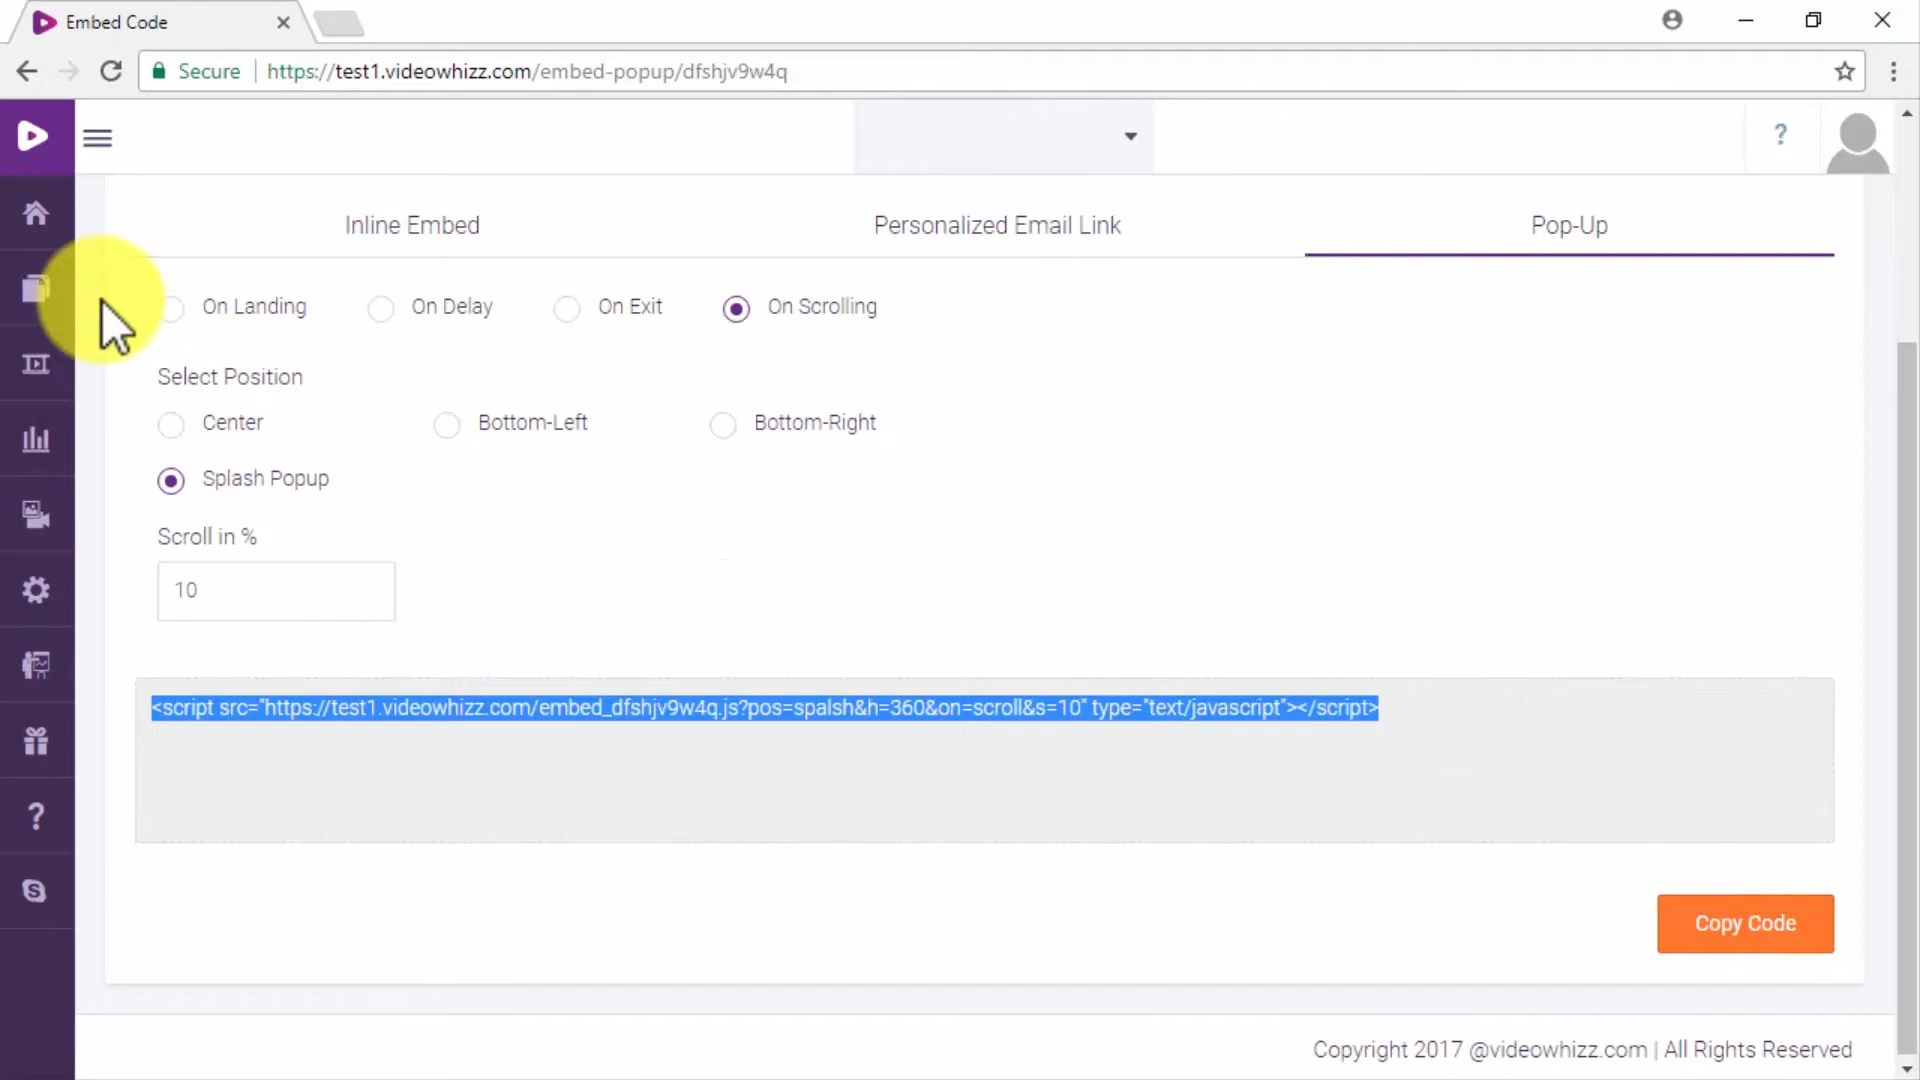 Embed Code
Secure https://test1.videowhizz.com/embed-popup/dfshjv9w4q
?
Inline Embed Personalized Email Link Pop-Up
On Landing On Delay On Exit On Scrolling
Select Position
Center Bottom-Left Bottom-Right
Splash Popup
Scroll in %
10
<script src="https://test1.videowhizz.com/embed_dfshjv9w4q.js?pos=spalsh&h=360&on=scroll&s=10" type="text/javascript"></script>
?
S
Copy Code
Copyright 2017 @videowhizz.com | All Rights Reserved